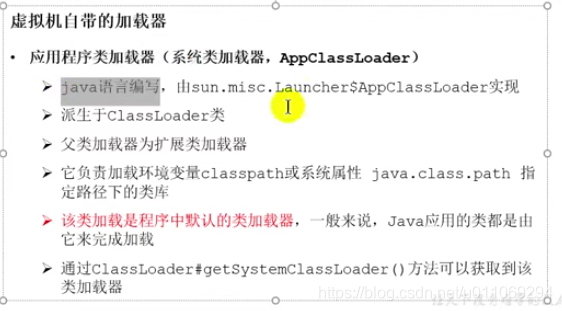 虚拟机自带的加载器
• 应用程序类加载器（系统类加载器，AppClassLoader）
➢ java语言编写，由sun.misc.Launcher$AppClassLoader实现
➢ 派生于ClassLoader类
➢ 父类加载器为扩展类加载器
➢ 它负责加载环境变量classpath或系统属性 java.class.path 指
定路径下的类库
➢ 该类加载是程序中默认的类加载器，一般来说，Java应用的类都是由
它来完成加载
➢ 通过ClassLoader#getSystemClassLoader()方法可以获取到该
类加载器